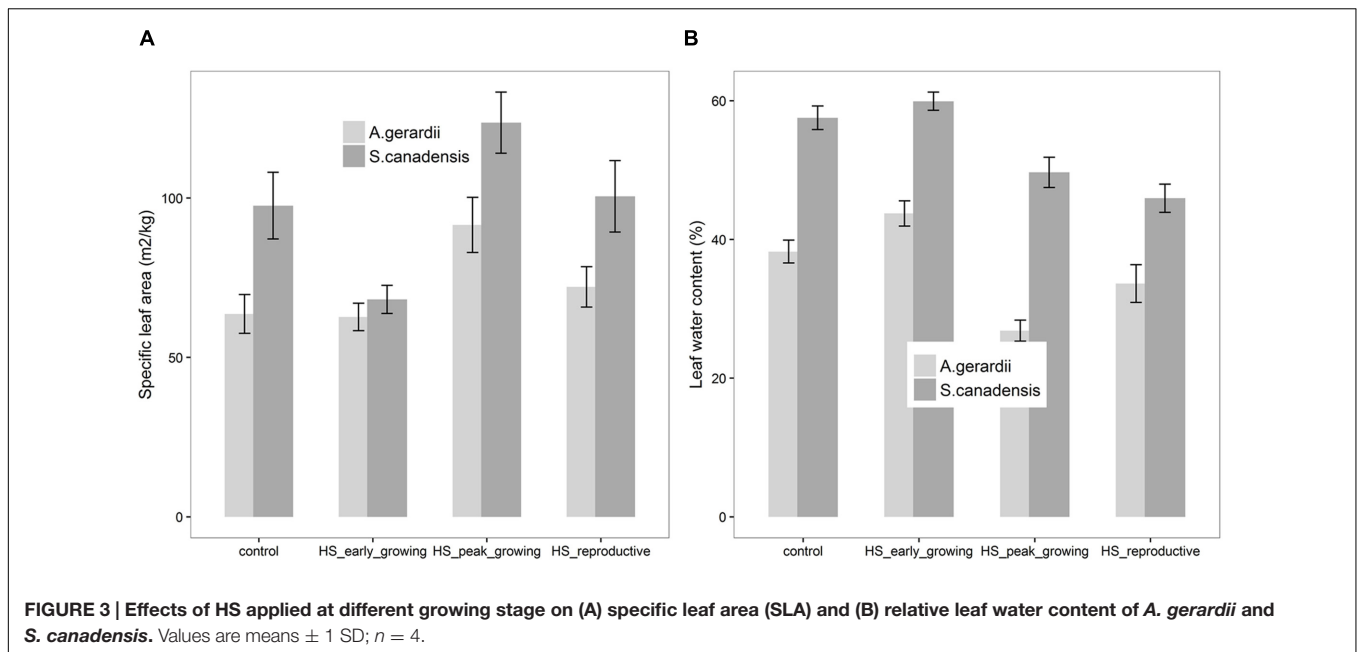 A
Specific leaf area (m2/kg)
100
50
0
A.gerardii
S.canadensis
control
HS_early_growing
HS_peak_growing
HS_reproductive
B
Leaf water content (%)
60
40
20
0
A.gerardii
S.canadensis
control
HS_early_growing
HS_peak_growing
HS_reproductive
FIGURE 3 | Effects of HS applied at different growing stage on (A) specific leaf area (SLA) and (B) relative leaf water content of A. gerardii and
S. canadensis. Values are means ± 1 SD; n = 4.